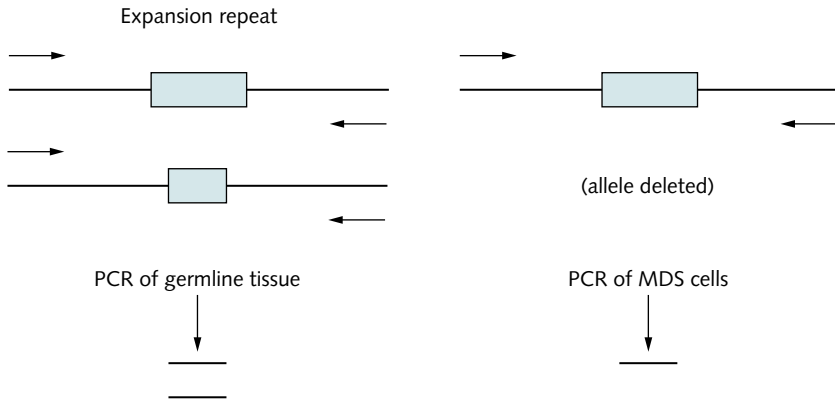 Expansion repeat
(allele deleted)
PCR of germline tissue
PCR of MDS cells